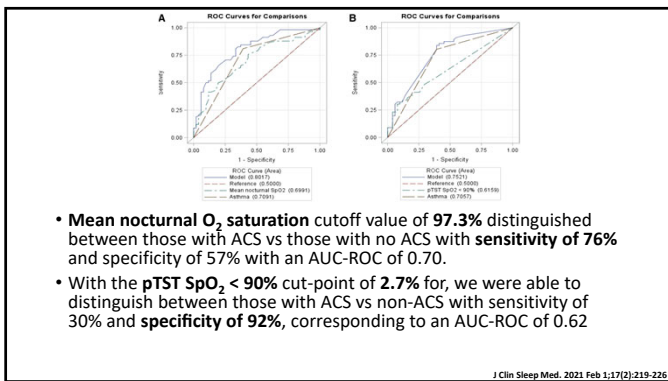 A
ROC Curves for Comparisons
1.00
0.75
0.50
0.25
0.00
Sensitivity
0.00 0.25 0.50 0.75 1.00
1 - Specificity
ROC Curve (Area)
Model (0.8017)
Reference (0.5000)
Mean nocturnal SpO2 (0.6991)
Asthma (0.7091)
B
ROC Curves for Comparisons
1.00
0.75
0.50
0.25
0.00
Sensitivity
0.00 0.25 0.50 0.75 1.00
1 - Specificity
ROC Curve (Area)
Model (0.7521)
Reference (0.5000)
pTST SpO2 < 90% (0.6159)
Asthma (0.7057)
• Mean nocturnal O₂ saturation cutoff value of 97.3% distinguished
between those with ACS vs those with no ACS with sensitivity of 76%
and specificity of 57% with an AUC-ROC of 0.70.
• With the pTST SpO₂ < 90% cut-point of 2.7% for, we were able to
distinguish between those with ACS vs non-ACS with sensitivity of
30% and specificity of 92%, corresponding to an AUC-ROC of 0.62
J Clin Sleep Med. 2021 Feb 1;17(2):219-226